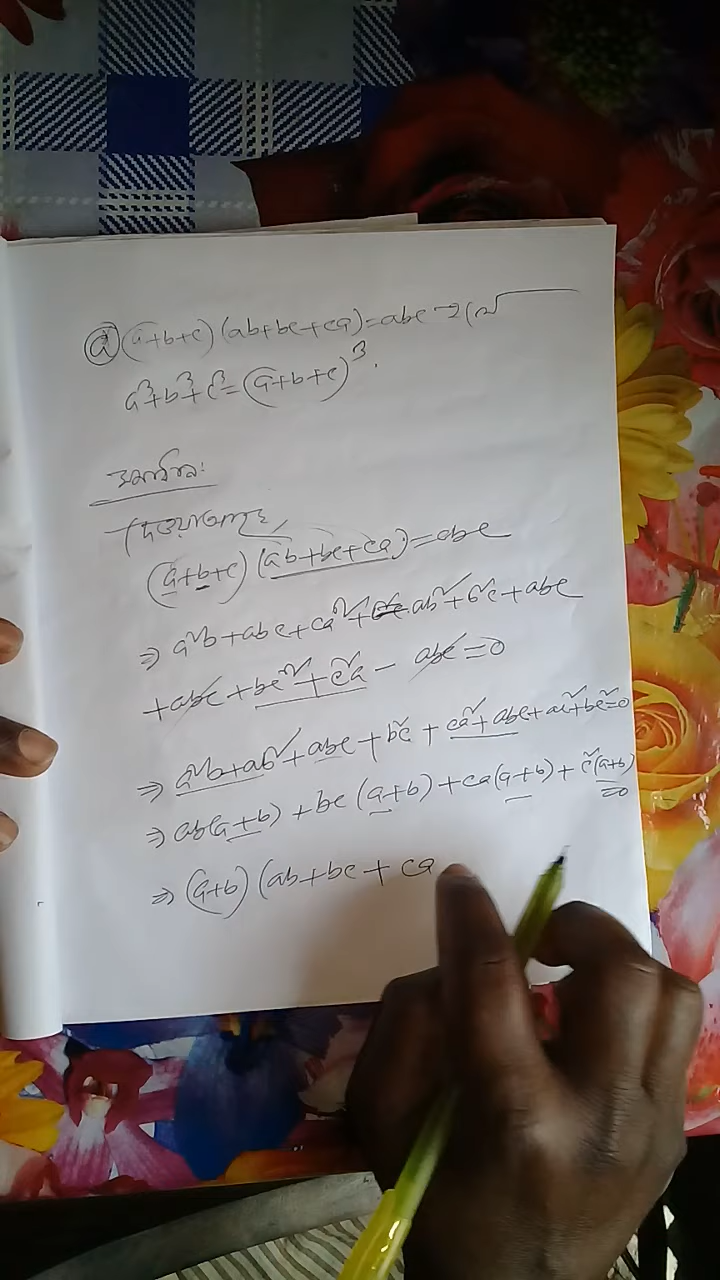 ⓐ (a+b+c) (ab+bc+ca)=abc
a³+b³+c³=(a+b+c)³.
সমাধান:
দেওয়া আছে,
(a+b+c) (ab+bc+ca)=abc
⇒ a²b+abc+ca²+ab²+b²c+abc
+abc+bc²+c²a - abc=0
⇒ a²b+ab²+abc+b²c+ca²+abc+ac²+bc²=0
⇒ ab(a+b)+bc(a+b)+ca(a+b)+c²(a+b)
=0
⇒ (a+b) (ab+bc+ca